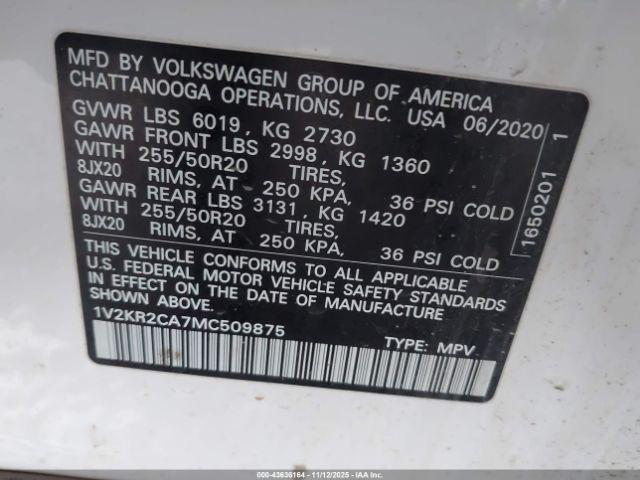 MFD BY VOLKSWAGEN GROUP OF AMERICA
CHATTANOOGA OPERATIONS, LLC. USA 06/2020
GVWR LBS 6019, KG 2730
GAWR FRONT LBS 2998, KG 1360
WITH 255/50R20 TIRES,
8JX20 RIMS, AT 250 KPA, 36 PSI COLD
GAWR REAR LBS 3131, KG 1420
WITH 255/50R20 TIRES,
8JX20 RIMS, AT 250 KPA, 36 PSI COLD
THIS VEHICLE CONFORMS TO ALL APPLICABLE
U.S. FEDERAL MOTOR VEHICLE SAFETY STANDARDS
IN EFFECT ON THE DATE OF MANUFACTURE
1V2KR2CA7MC509875 TYPE: MPV
1650201 1
000-43636164 - 11/12/2025 - IAAI.COM